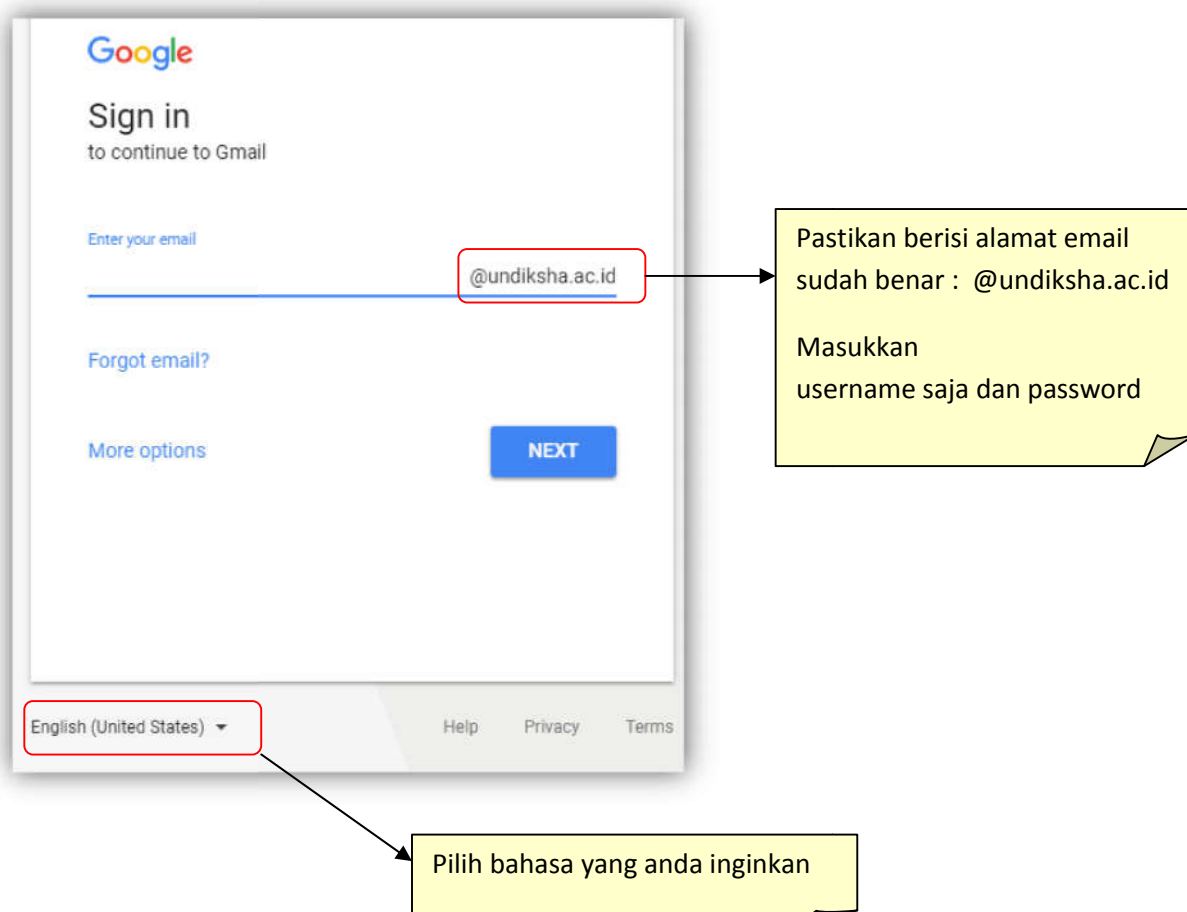 Google
Sign in
to continue to Gmail
Enter your email
@undiksha.ac.id
Forgot email?
More options
NEXT
English (United States)
Help Privacy Terms
Pastikan berisi alamat email
sudah benar : @undiksha.ac.id
Masukkan
username saja dan password
Pilih bahasa yang anda inginkan